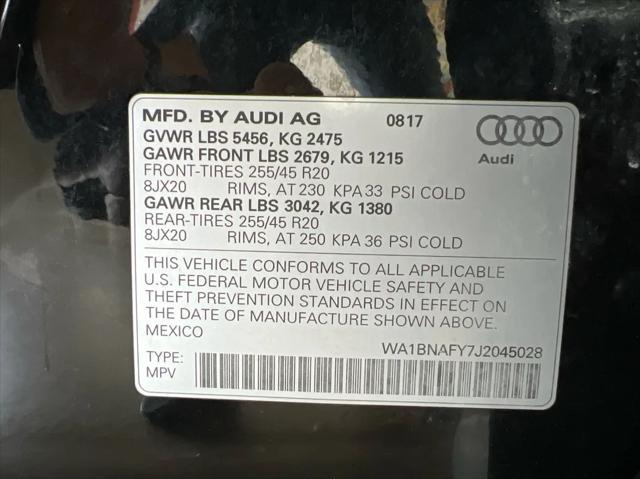 MFD. BY AUDI AG 0817
GVWR LBS 5456, KG 2475
GAWR FRONT LBS 2679, KG 1215
FRONT-TIRES 255/45 R20
8JX20 RIMS, AT 230 KPA 33 PSI COLD
GAWR REAR LBS 3042, KG 1380
REAR-TIRES 255/45 R20
8JX20 RIMS, AT 250 KPA 36 PSI COLD
Audi
THIS VEHICLE CONFORMS TO ALL APPLICABLE
U.S. FEDERAL MOTOR VEHICLE SAFETY AND
THEFT PREVENTION STANDARDS IN EFFECT ON
THE DATE OF MANUFACTURE SHOWN ABOVE.
MEXICO
WA1BNAFY7J2045028
TYPE:
MPV